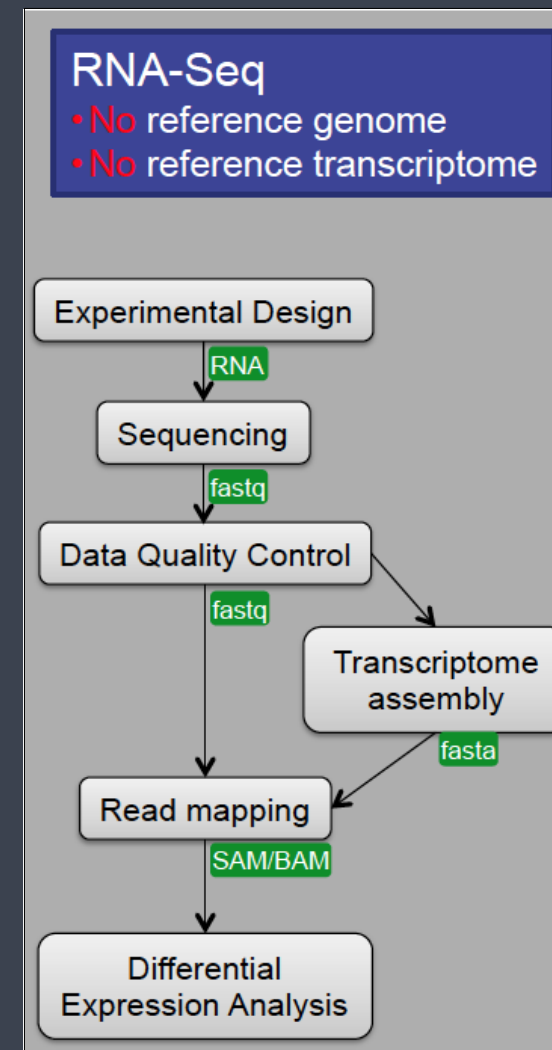 RNA-Seq
•No reference genome
•No reference transcriptome
Experimental Design
RNA
Sequencing
fastq
Data Quality Control
fastq
Transcriptome
assembly
fasta
Read mapping
SAM/BAM
Differential
Expression Analysis